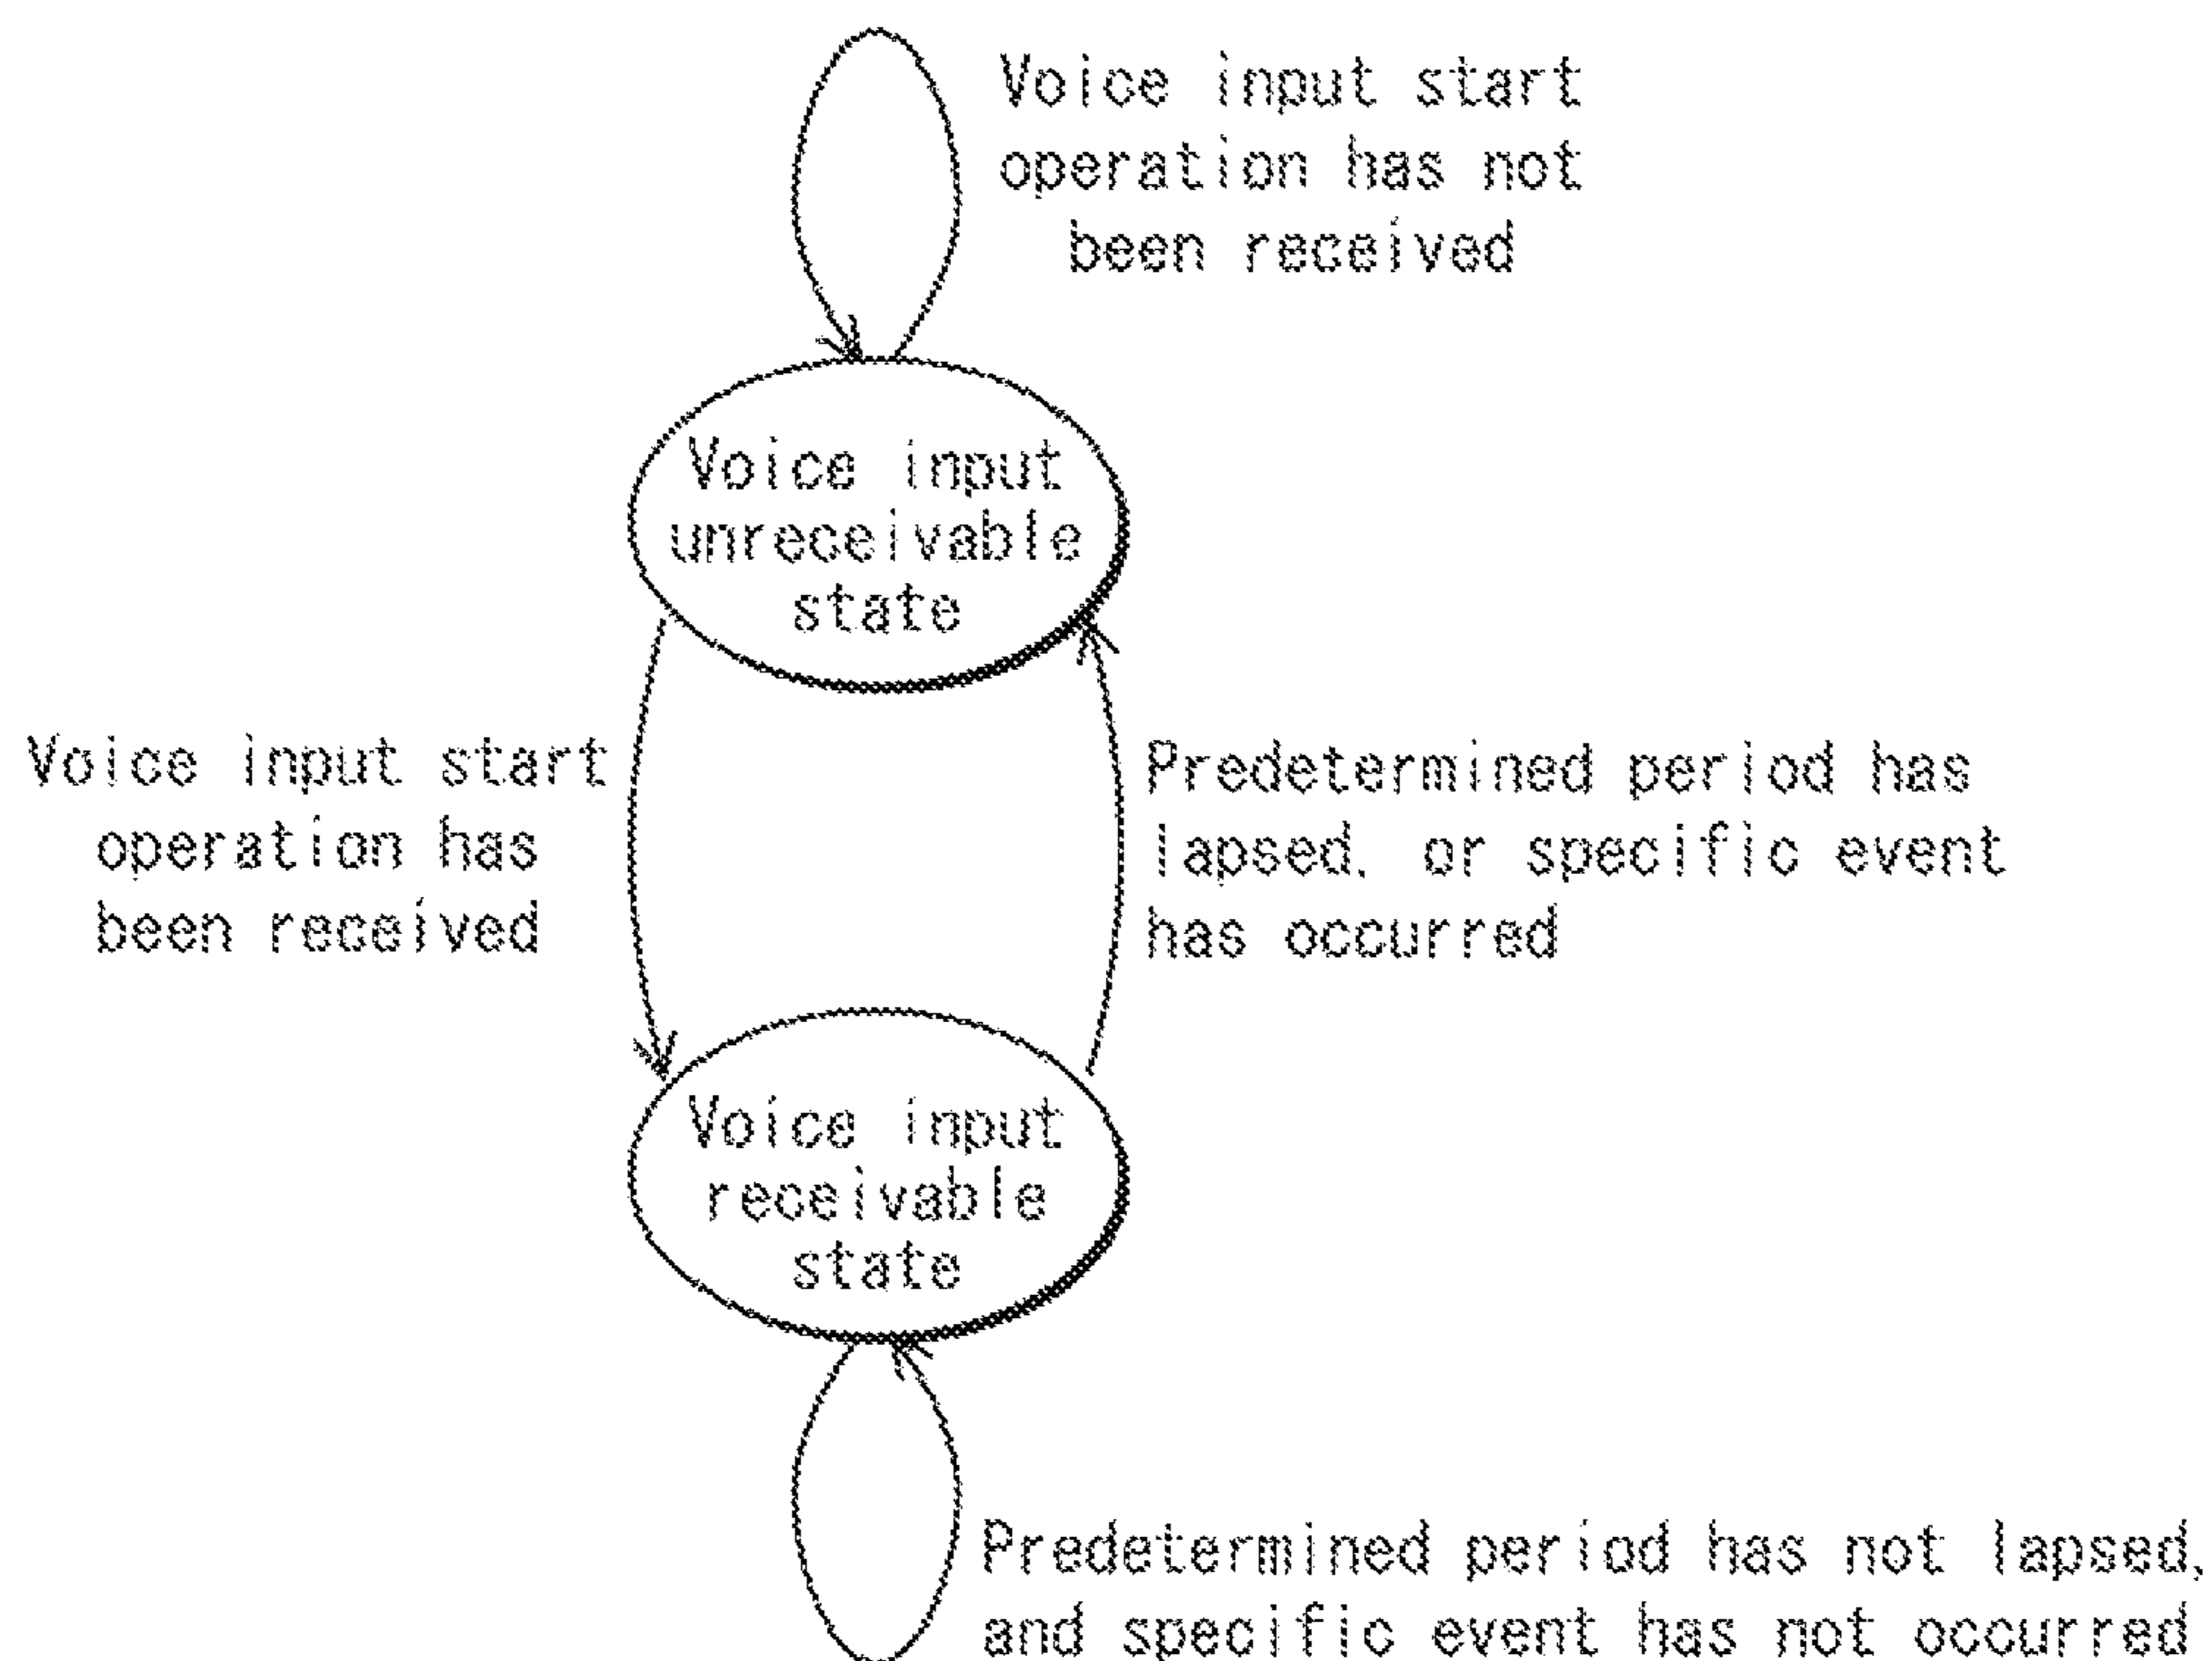 Voice input start
operation has not
been received
Voice input
unreceivable
state
Voice input start
operation has
been received
Predetermined period has
lapsed, or specific event
has occurred
Voice input
receivable
state
Predetermined period has not lapsed,
and specific event has not occurred